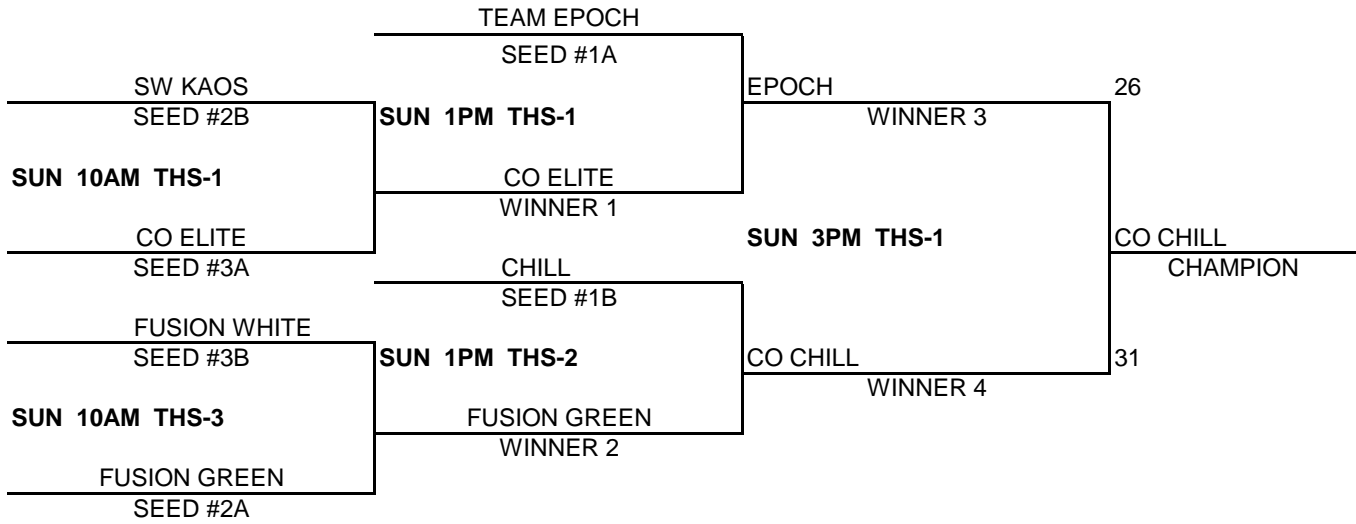 TEAM EPOCH
SEED #1A
SW KAOS
EPOCH
26
SEED #2B
SUN 1PM THS-1
WINNER 3
SUN 10AM THS-1
CO ELITE
WINNER 1
CO ELITE
SUN 3PM THS-1
CO CHILL
SEED #3A
CHILL
CHAMPION
SEED #1B
FUSION WHITE
SEED #3B
SUN 1PM THS-2
CO CHILL
31
WINNER 4
SUN 10AM THS-3
FUSION GREEN
WINNER 2
FUSION GREEN
SEED #2A